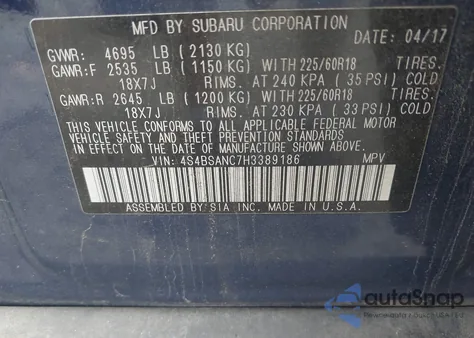 MFD BY SUBARU CORPORATION
DATE: 04/17
GVWR: 4695 LB (2130 KG)
GAWR:F 2535 LB (1150 KG) WITH 225/60R18 TIRES.
18X7J RIMS. AT 240 KPA (35 PSI) COLD
GAWR:R 2645 LB (1200 KG) WITH 225/60R18 TIRES.
18X7J RIMS. AT 230 KPA (33 PSI) COLD
THIS VEHICLE CONFORMS TO ALL APPLICABLE FEDERAL MOTOR
VEHICLE SAFETY, BUMPER, AND THEFT PREVENTION STANDARDS
IN EFFECT ON THE DATE OF MANUFACTURE SHOWN ABOVE.
VIN: 4S4BSANC7H3389186 MPV
ASSEMBLED BY SIA INC. MADE IN U.S.A.
autoSnap